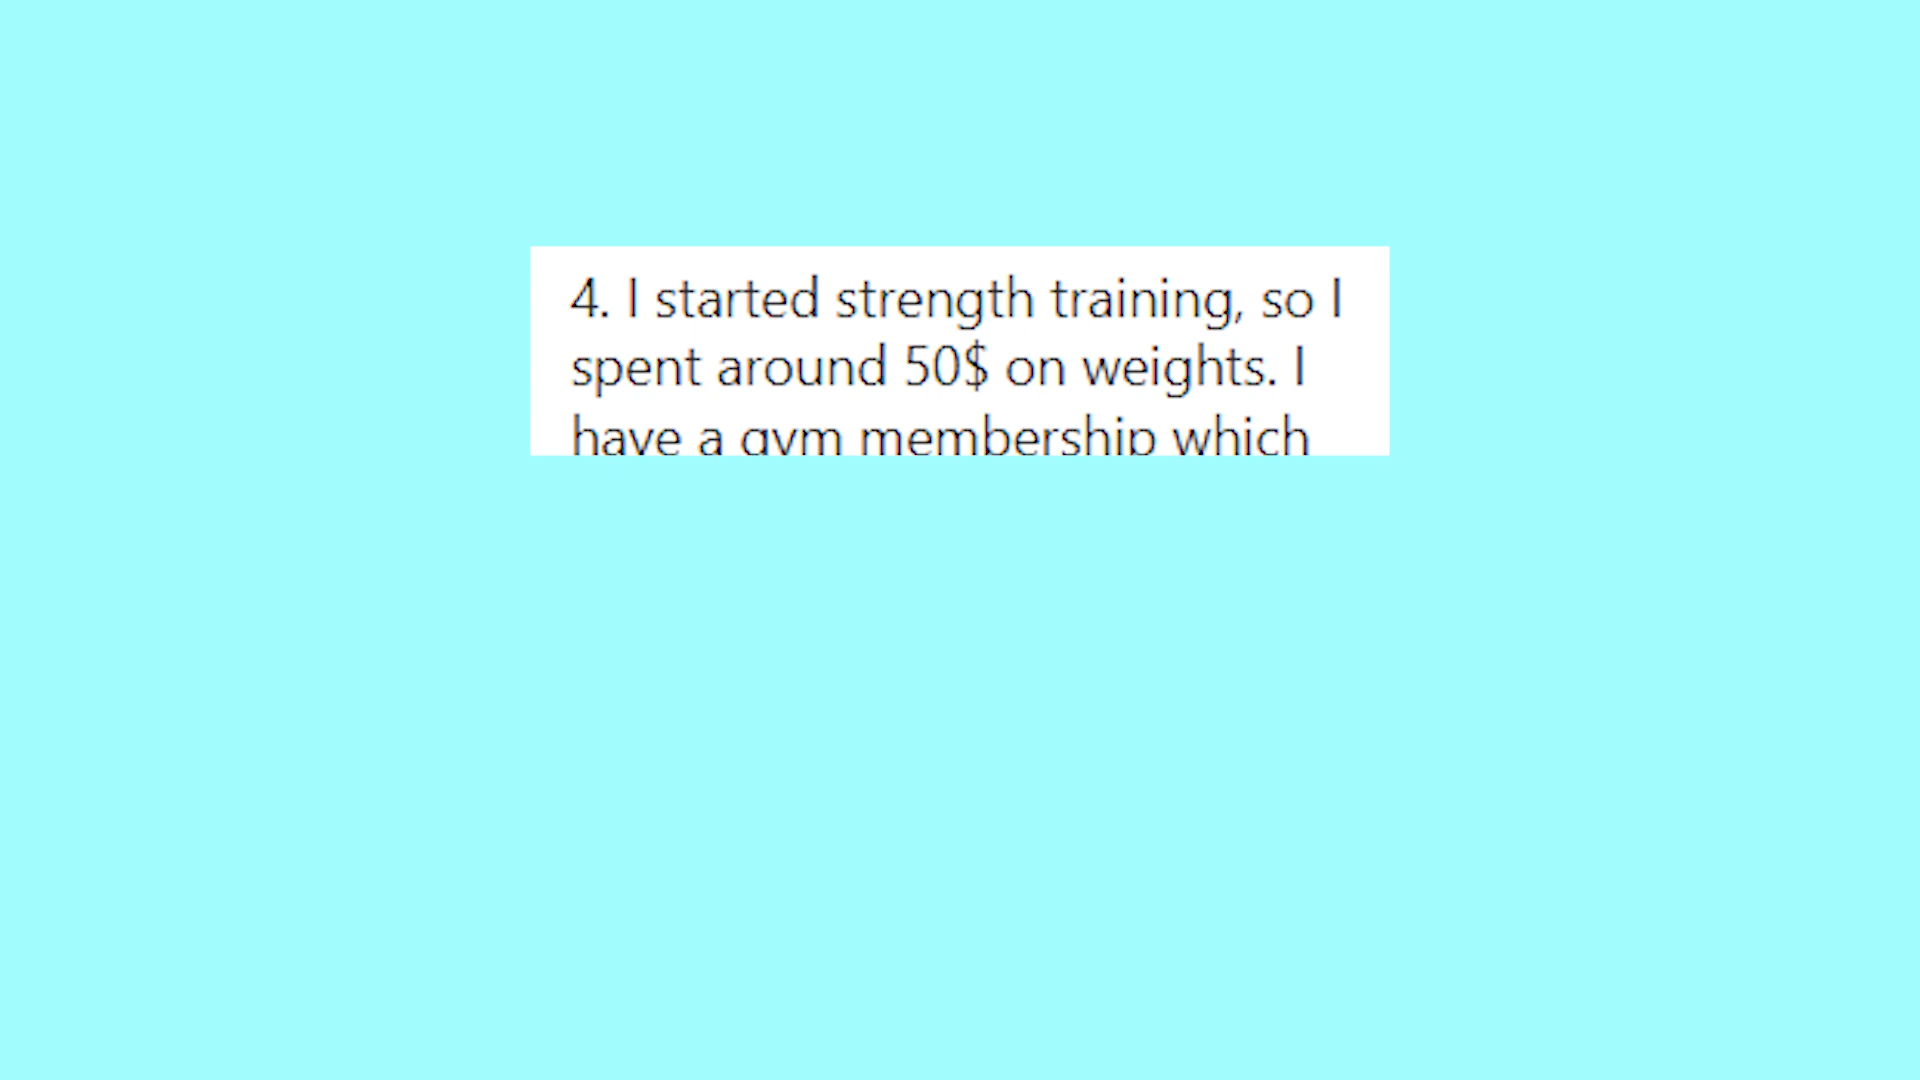 4. I started strength training, so I
spent around 50$ on weights. I
have a gym membership which